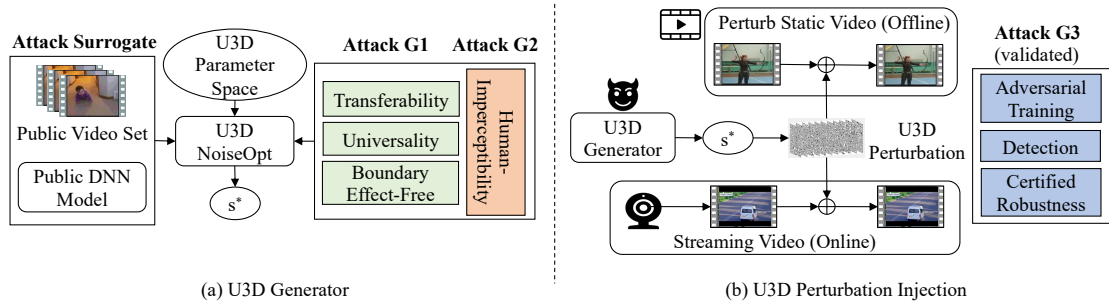 Attack Surrogate
Public Video Set
Public DNN
Model
U3D
Parameter
Space
U3D
NoiseOpt
s*
Attack G1
Transferability
Universality
Boundary
Effect-Free
Attack G2
Human-
Imperceptibility
(a) U3D Generator
Perturb Static Video (Offline)
U3D
Generator
s*
U3D
Perturbation
Streaming Video (Online)
Attack G3
(validated)
Adversarial
Training
Detection
Certified
Robustness
(b) U3D Perturbation Injection